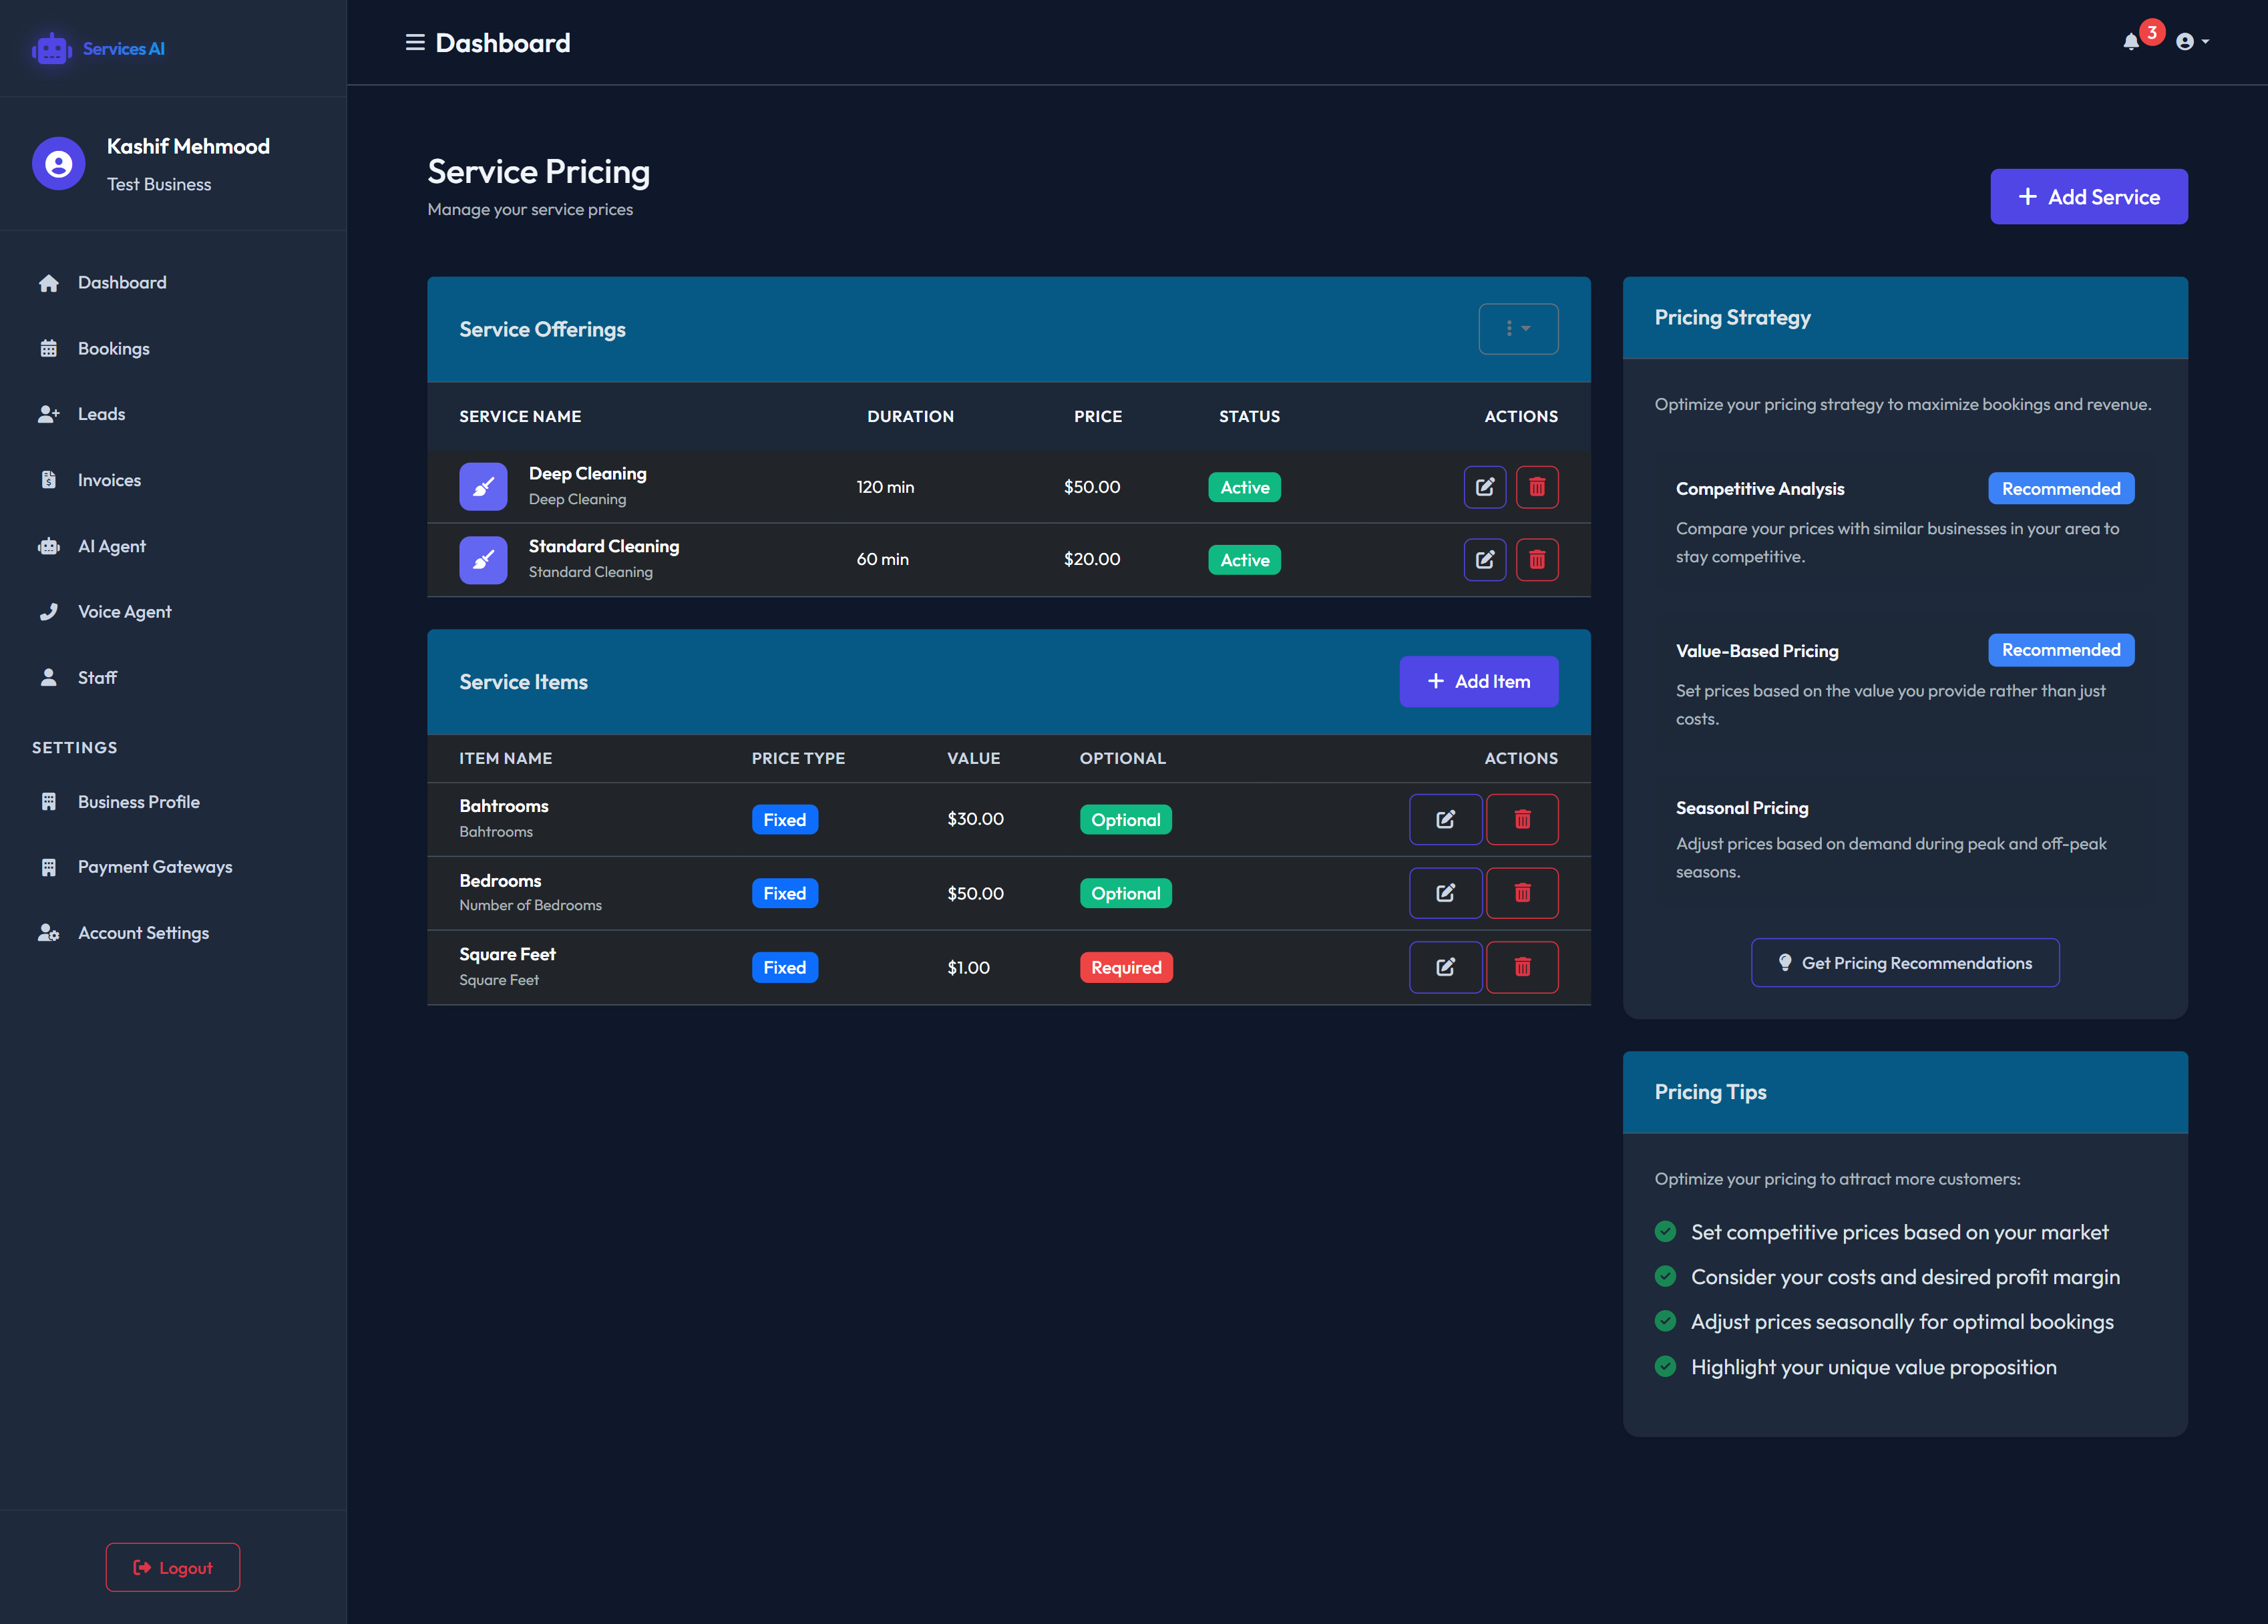 Services AI
Kashif Mehmood
Test Business
Dashboard
Bookings
Leads
Invoices
AI Agent
Voice Agent
Staff
SETTINGS
Business Profile
Payment Gateways
Account Settings
Logout
Dashboard
3
Service Pricing
Manage your service prices
Add Service
Service Offerings
SERVICE NAME DURATION PRICE STATUS ACTIONS
Deep Cleaning 120 min $50.00 Active
Deep Cleaning
Standard Cleaning 60 min $20.00 Active
Standard Cleaning
Service Items
Add Item
ITEM NAME PRICE TYPE VALUE OPTIONAL ACTIONS
Bahtrooms Fixed $30.00 Optional
Bahtrooms
Bedrooms Fixed $50.00 Optional
Number of Bedrooms
Square Feet Fixed $1.00 Required
Square Feet
Pricing Strategy
Optimize your pricing strategy to maximize bookings and revenue.
Competitive Analysis Recommended
Compare your prices with similar businesses in your area to
stay competitive.
Value-Based Pricing Recommended
Set prices based on the value you provide rather than just
costs.
Seasonal Pricing
Adjust prices based on demand during peak and off-peak
seasons.
Get Pricing Recommendations
Pricing Tips
Optimize your pricing to attract more customers:
Set competitive prices based on your market
Consider your costs and desired profit margin
Adjust prices seasonally for optimal bookings
Highlight your unique value proposition